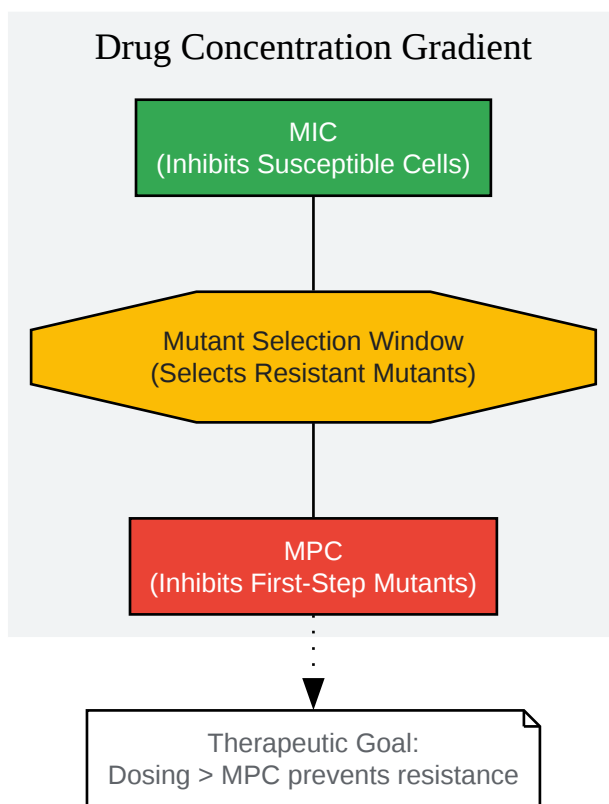 Drug Concentration Gradient
MIC
(Inhibits Susceptible Cells)
Mutant Selection Window
(Selects Resistant Mutants)
MPC
(Inhibits First-Step Mutants)
Therapeutic Goal:
Dosing > MPC prevents resistance